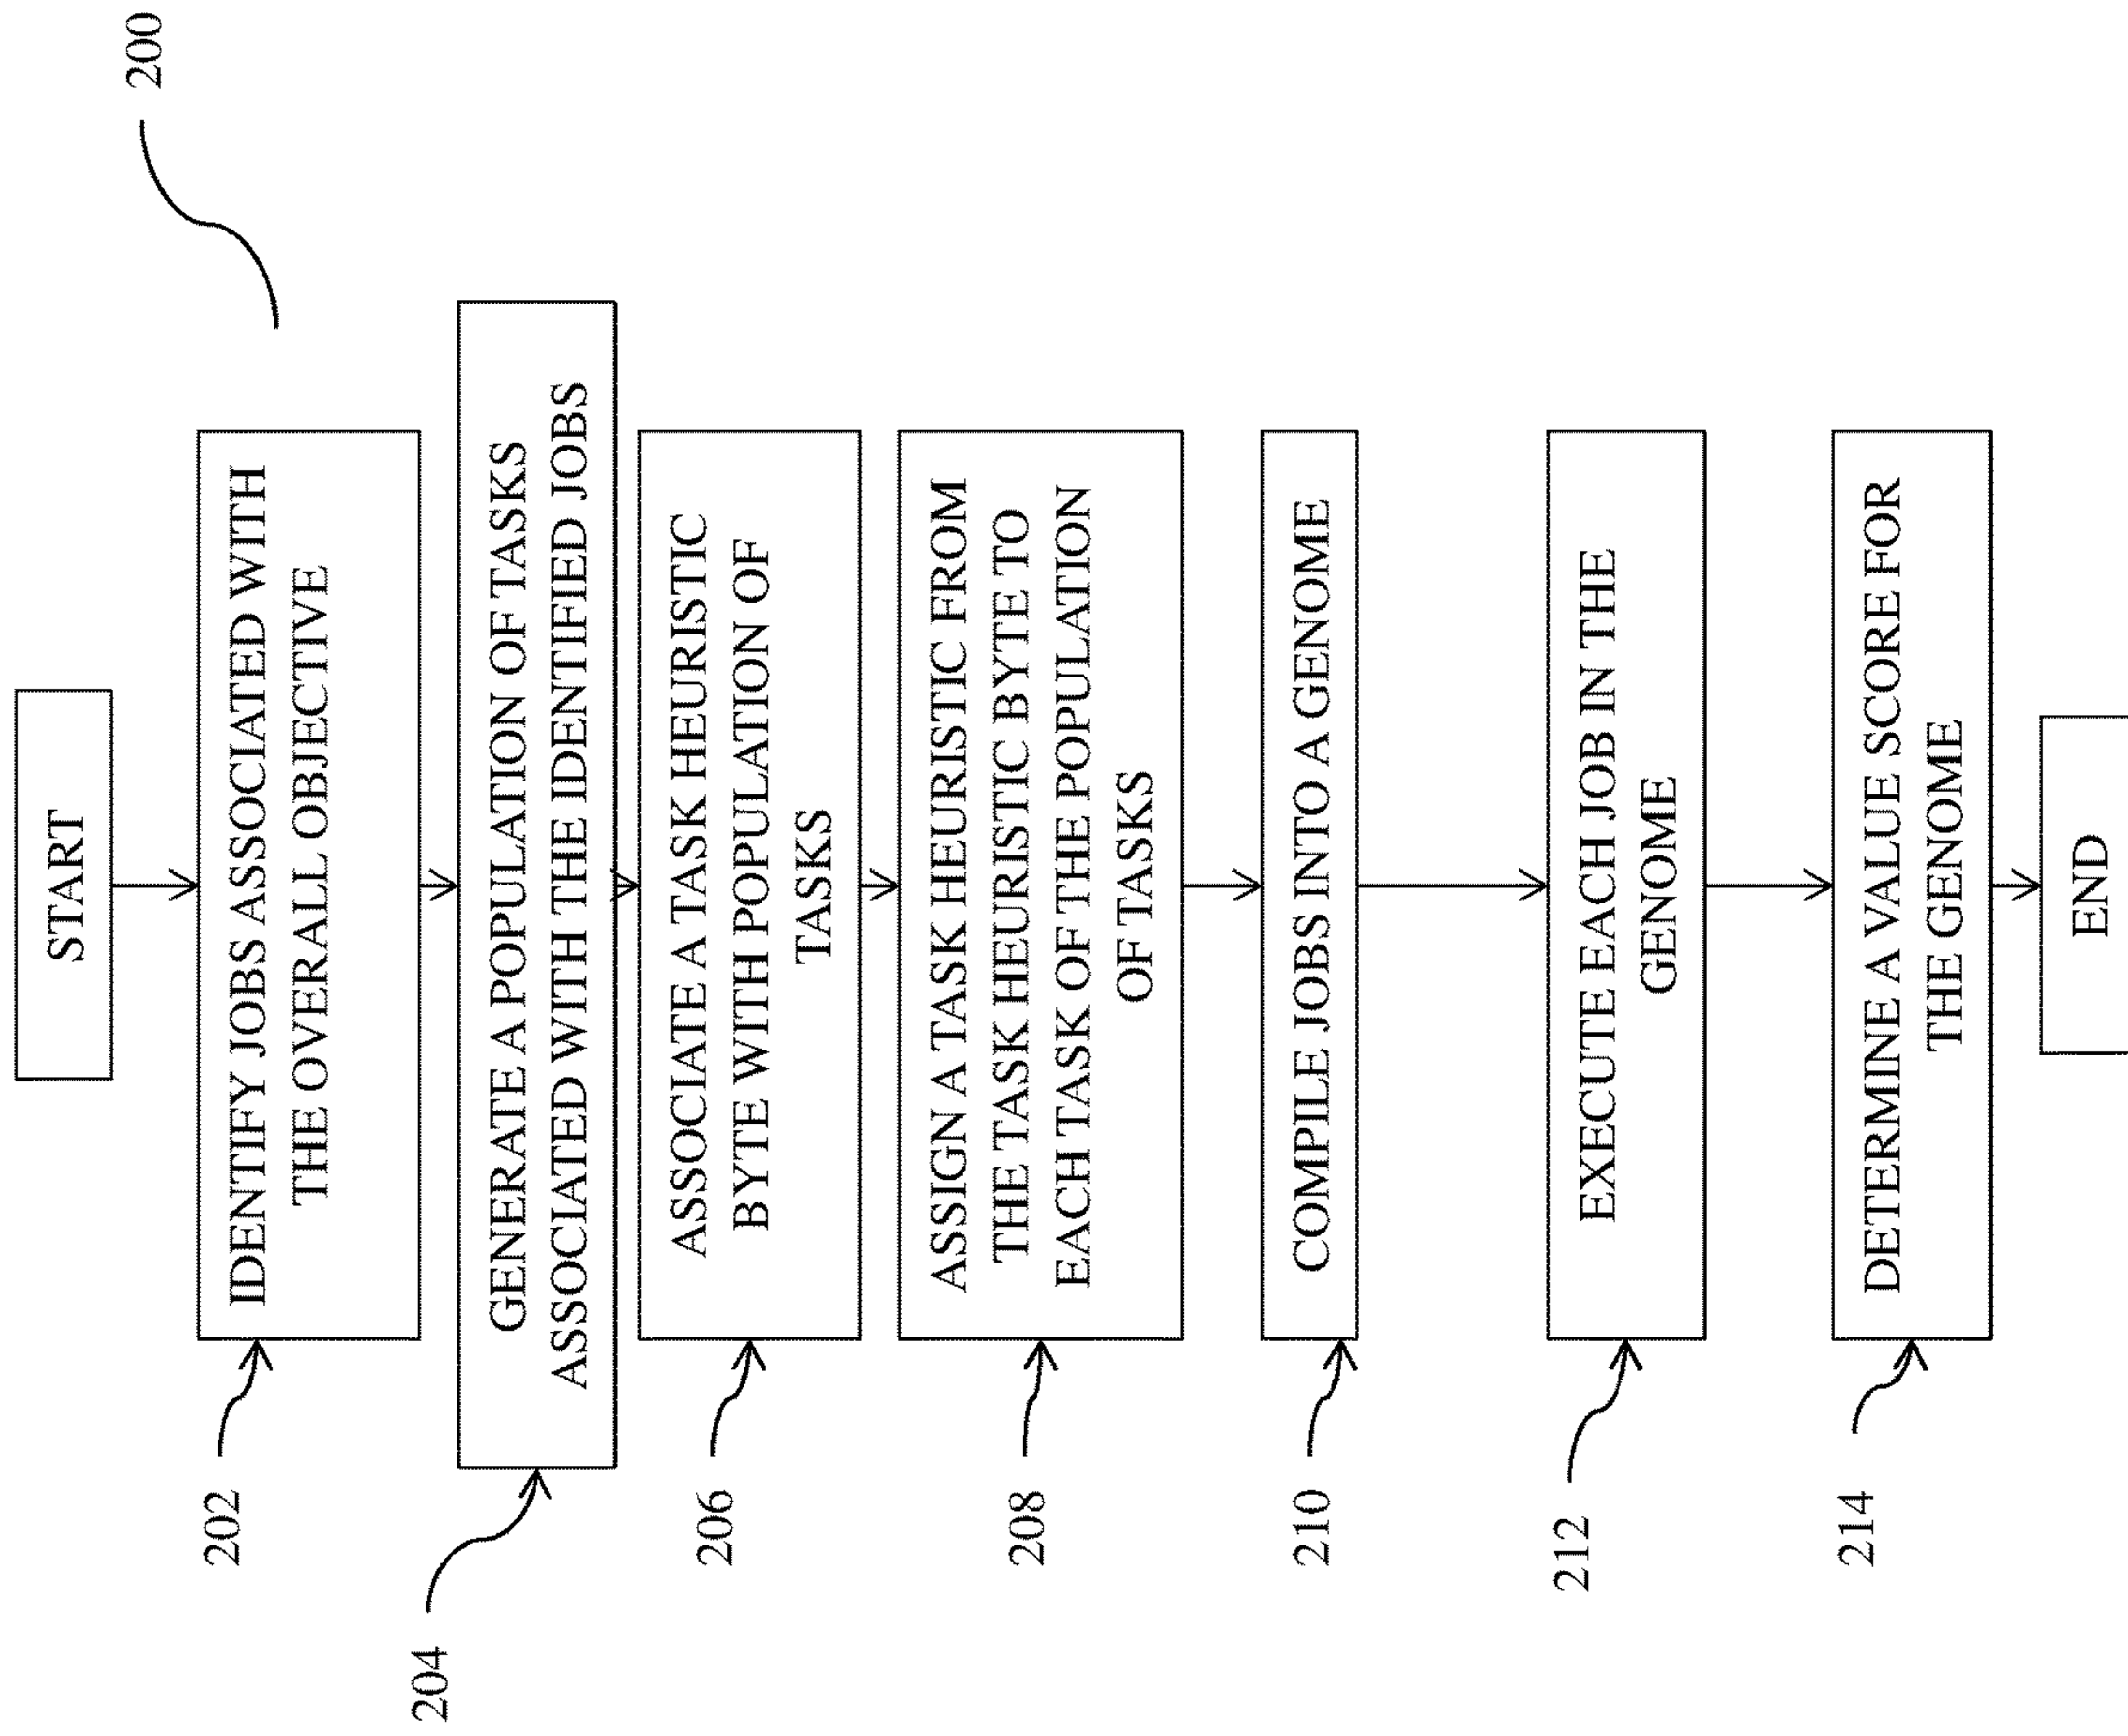 200
START
202
IDENTIFY JOBS ASSOCIATED WITH
THE OVERALL OBJECTIVE
204
GENERATE A POPULATION OF TASKS
ASSOCIATED WITH THE IDENTIFIED JOBS
206
ASSOCIATE A TASK HEURISTIC
BYTE WITH POPULATION OF
TASKS
208
ASSIGN A TASK HEURISTIC FROM
THE TASK HEURISTIC BYTE TO
EACH TASK OF THE POPULATION
OF TASKS
210
COMPILE JOBS INTO A GENOME
212
EXECUTE EACH JOB IN THE
GENOME
214
DETERMINE A VALUE SCORE FOR
THE GENOME
END